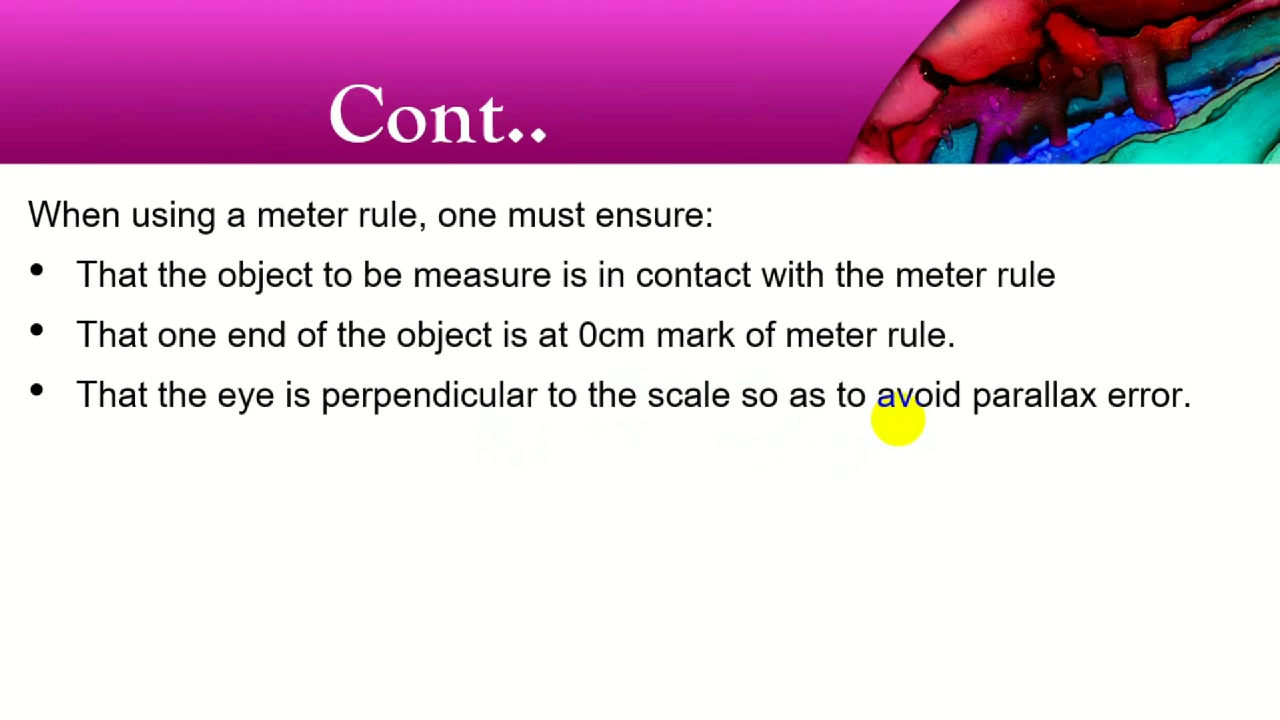 Cont..
When using a meter rule, one must ensure:
• That the object to be measure is in contact with the meter rule
• That one end of the object is at 0cm mark of meter rule.
• That the eye is perpendicular to the scale so as to avoid parallax error.